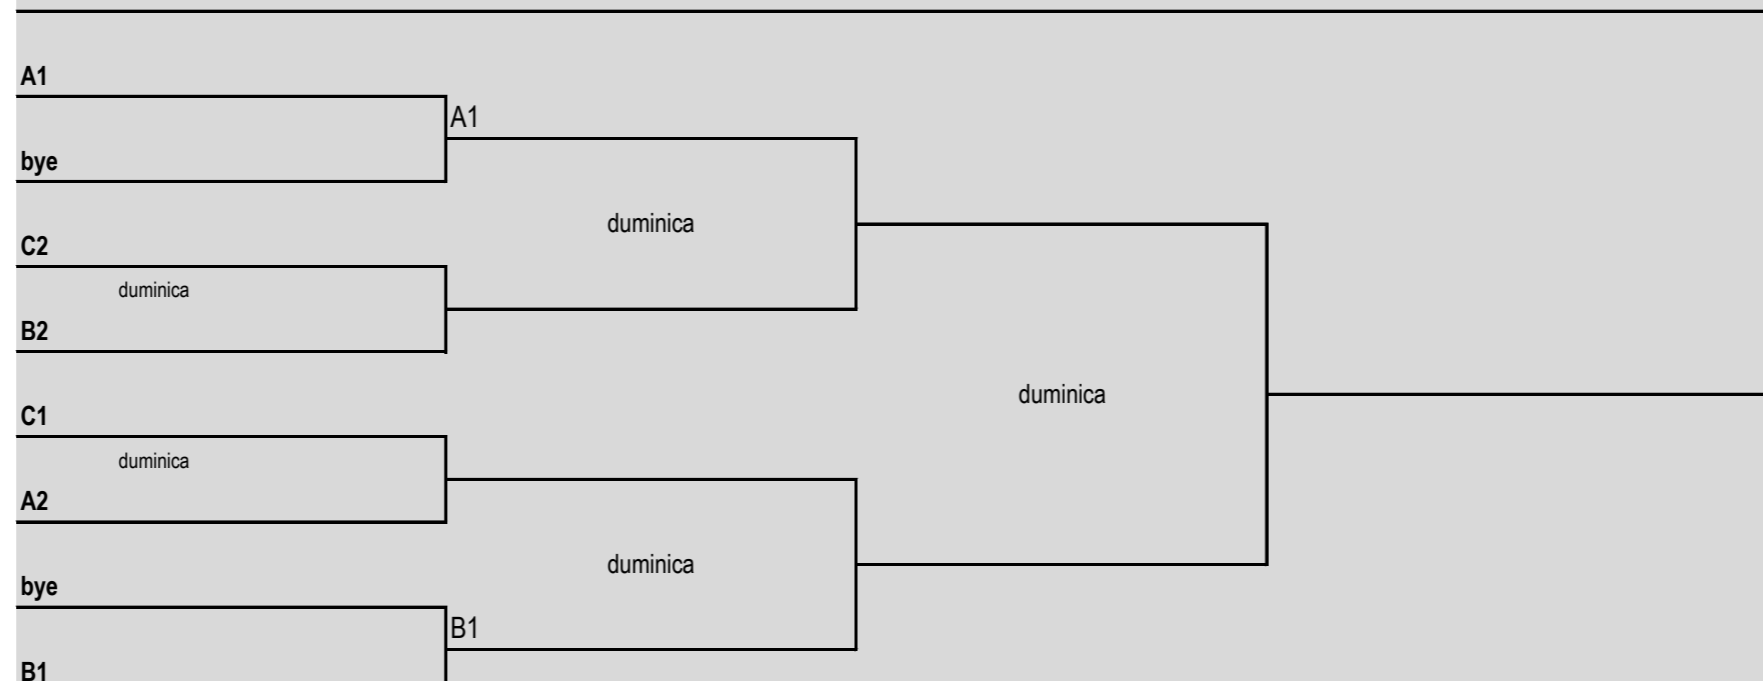 A1
A1
bye
duminica
C2
duminica
B2
duminica
C1
duminica
A2
duminica
bye
B1
B1